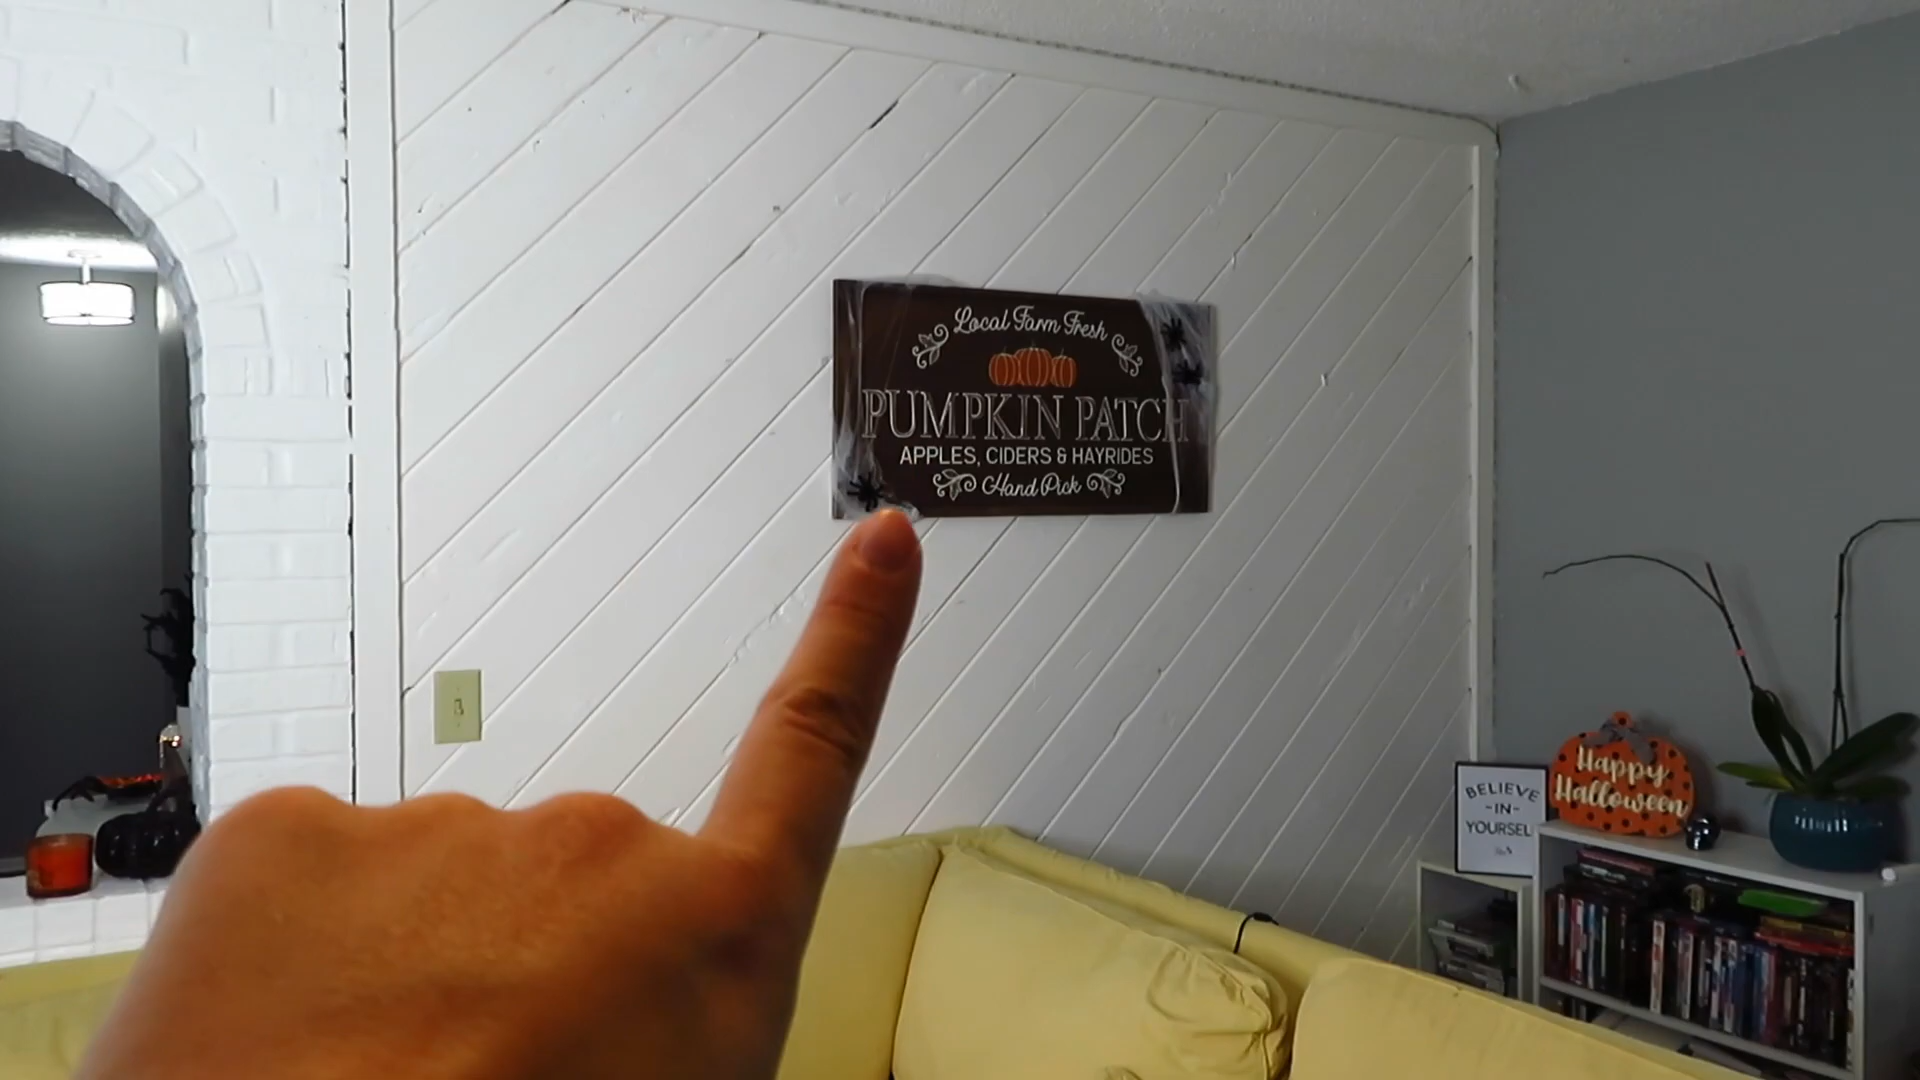 Local Farm Fresh
PUMPKIN PATCH
APPLES, CIDERS & HAYRIDES
Hand Pick
BELIEVE
-IN-
YOURSEL
Happy
Halloween